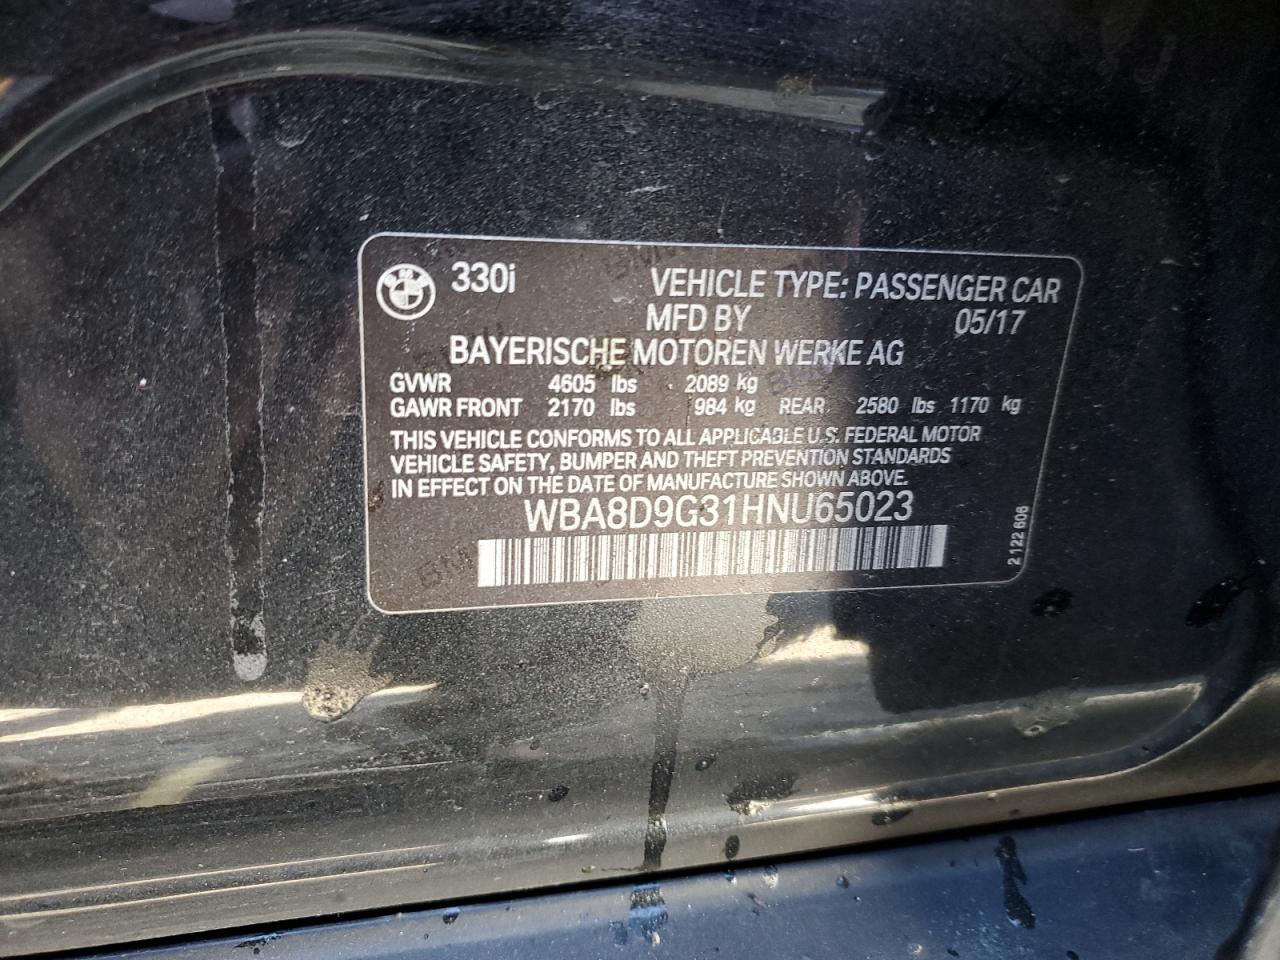 330i VEHICLE TYPE: PASSENGER CAR
MFD BY 05/17
BAYERISCHE MOTOREN WERKE AG
GVWR 4605 lbs 2089 kg
GAWR FRONT 2170 lbs 984 kg REAR 2580 lbs 1170 kg
THIS VEHICLE CONFORMS TO ALL APPLICABLE U.S. FEDERAL MOTOR
VEHICLE SAFETY, BUMPER AND THEFT PREVENTION STANDARDS
IN EFFECT ON THE DATE OF MANUFACTURE SHOWN ABOVE.
WBA8D9G31HNU65023
2 122 606